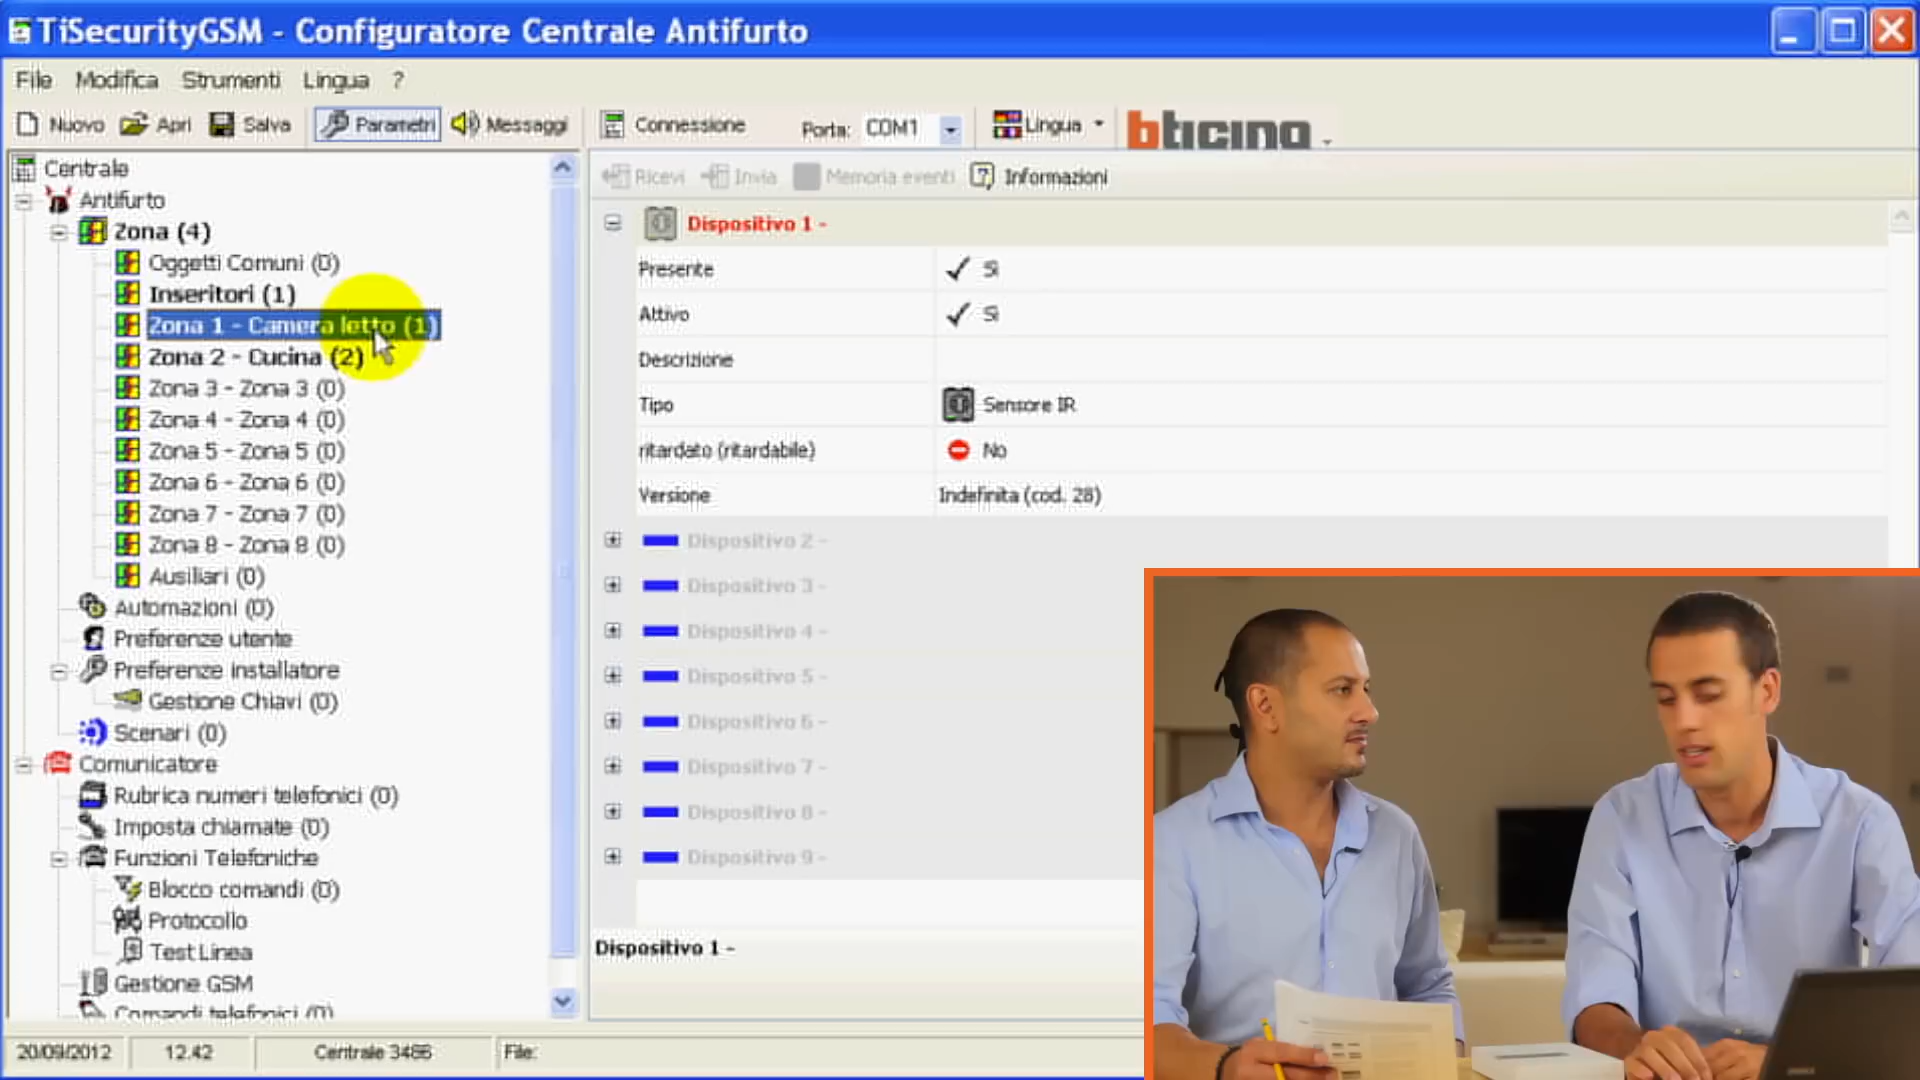 TiSecurityGSM - Configuratore Centrale Antifurto
File Modifica Strumenti Lingua ?
Nuovo Apri Salva Parametri Messaggi Connessione Porta: COM1 Lingua bticino
Centrale
Antifurto
Zona (4)
Oggetti Comuni (0)
Inseritori (1)
Zona 1 - Camera letto (1)
Zona 2 - Cucina (2)
Zona 3 - Zona 3 (0)
Zona 4 - Zona 4 (0)
Zona 5 - Zona 5 (0)
Zona 6 - Zona 6 (0)
Zona 7 - Zona 7 (0)
Zona 8 - Zona 8 (0)
Ausiliari (0)
Automazioni (0)
Preferenze utente
Preferenze installatore
Gestione Chiavi (0)
Scenari (0)
Comunicatore
Rubrica numeri telefonici (0)
Imposta chiamate (0)
Funzioni Telefoniche
Blocco comandi (0)
Protocollo
Test Linea
Gestione GSM
Comandi telefonici (0)
Ricevi Invia Memoria eventi Informazioni
Dispositivo 1 -
Presente Sì
Attivo Sì
Descrizione
Tipo Sensore IR
ritardato (ritardabile) No
Versione Indefinita (cod. 28)
Dispositivo 2 -
Dispositivo 3 -
Dispositivo 4 -
Dispositivo 5 -
Dispositivo 6 -
Dispositivo 7 -
Dispositivo 8 -
Dispositivo 9 -
Dispositivo 1 -
20/09/2012 12.42 Centrale 3486 File: